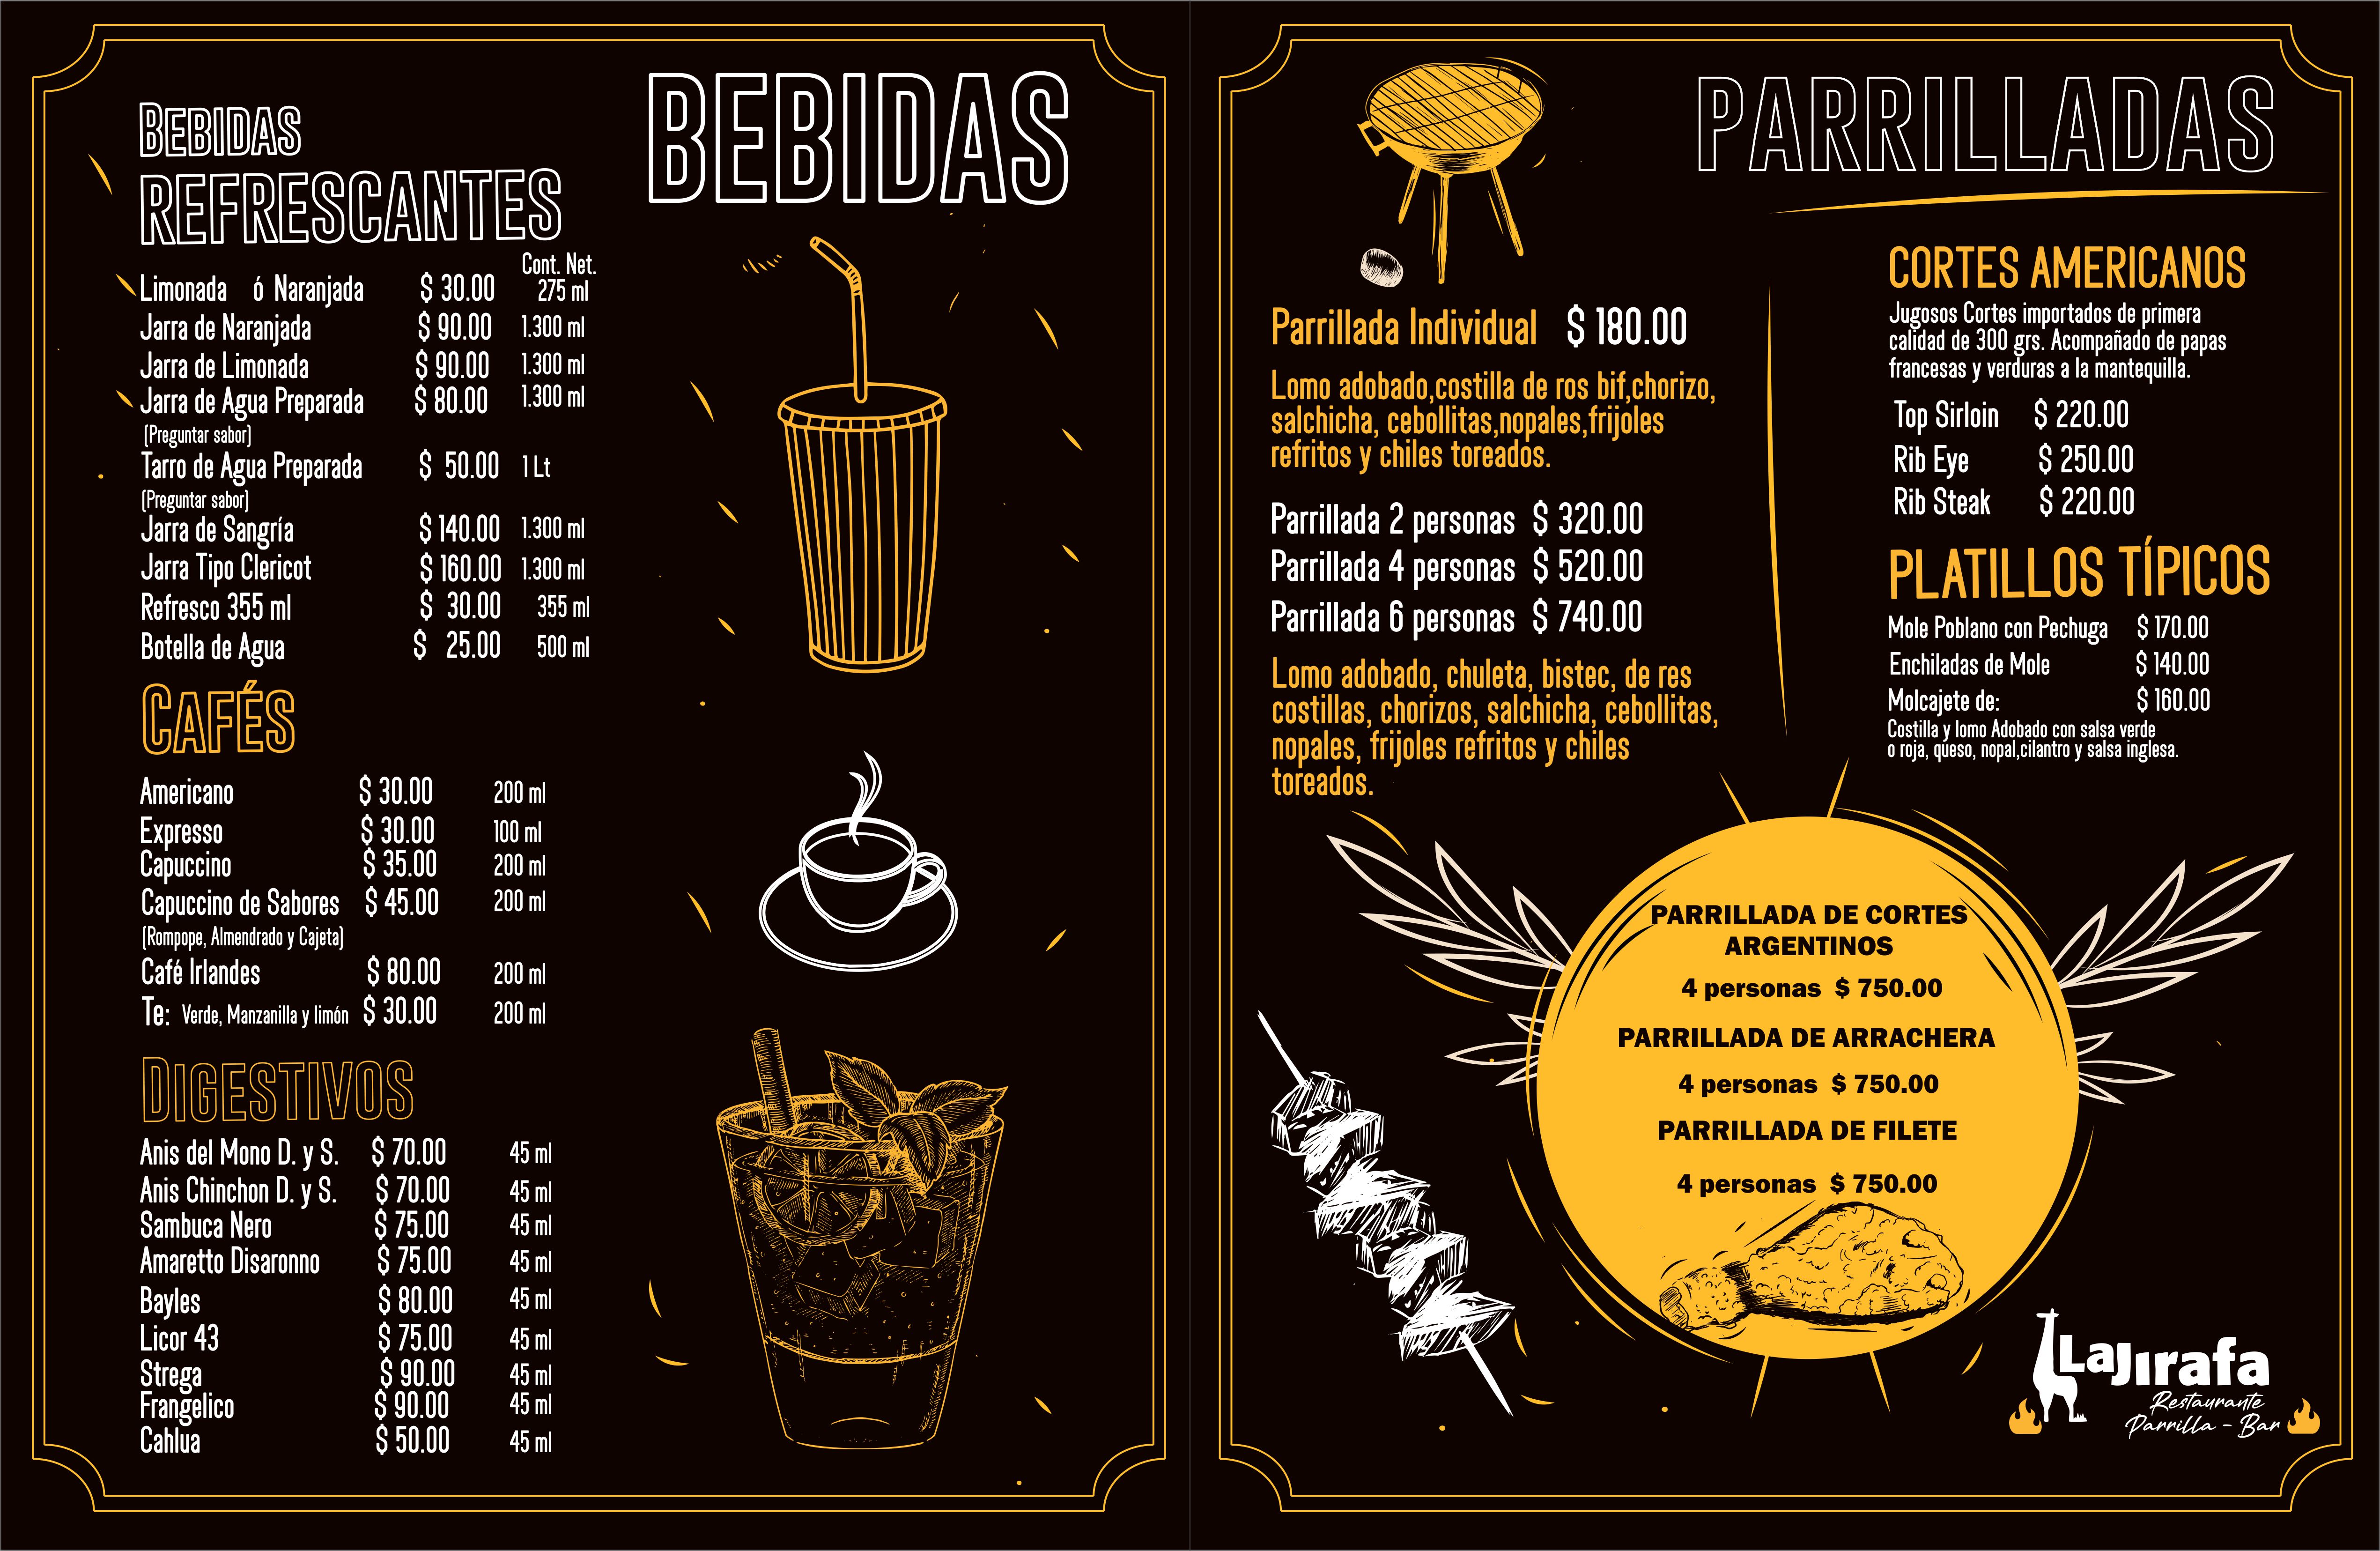 BEBIDAS
BEBIDAS
REFRESCANTES
Cont. Net.
Limonada ó Naranjada $ 30.00 275 ml
Jarra de Naranjada $ 90.00 1.300 ml
Jarra de Limonada $ 90.00 1.300 ml
Jarra de Agua Preparada $ 80.00 1.300 ml
(Preguntar sabor)
Tarro de Agua Preparada $ 50.00 1 Lt
(Preguntar sabor)
Jarra de Sangría $ 140.00 1.300 ml
Jarra Tipo Clericot $ 160.00 1.300 ml
Refresco 355 ml $ 30.00 355 ml
Botella de Agua $ 25.00 500 ml
CAFÉS
Americano $ 30.00 200 ml
Expresso $ 30.00 100 ml
Capuccino $ 35.00 200 ml
Capuccino de Sabores $ 45.00 200 ml
(Rompope, Almendrado y Cajeta)
Café Irlandes $ 80.00 200 ml
Te: Verde, Manzanilla y limón $ 30.00 200 ml
DIGESTIVOS
Anis del Mono D. y S. $ 70.00 45 ml
Anis Chinchon D. y S. $ 70.00 45 ml
Sambuca Nero $ 75.00 45 ml
Amaretto Disaronno $ 75.00 45 ml
Bayles $ 80.00 45 ml
Licor 43 $ 75.00 45 ml
Strega $ 90.00 45 ml
Frangelico $ 90.00 45 ml
Cahlua $ 50.00 45 ml
PARRILLADAS
Parrillada Individual $ 180.00
Lomo adobado,costilla de ros bif,chorizo,
salchicha, cebollitas,nopales,frijoles
refritos y chiles toreados.
Parrillada 2 personas $ 320.00
Parrillada 4 personas $ 520.00
Parrillada 6 personas $ 740.00
Lomo adobado, chuleta, bistec, de res
costillas, chorizos, salchicha, cebollitas,
nopales, frijoles refritos y chiles
toreados.
CORTES AMERICANOS
Jugosos Cortes importados de primera
calidad de 300 grs. Acompañado de papas
francesas y verduras a la mantequilla.
Top Sirloin $ 220.00
Rib Eye $ 250.00
Rib Steak $ 220.00
PLATILLOS TÍPICOS
Mole Poblano con Pechuga $ 170.00
Enchiladas de Mole $ 140.00
Molcajete de: $ 160.00
Costilla y lomo Adobado con salsa verde
o roja, queso, nopal,cilantro y salsa inglesa.
PARRILLADA DE CORTES
ARGENTINOS
4 personas $ 750.00
PARRILLADA DE ARRACHERA
4 personas $ 750.00
PARRILLADA DE FILETE
4 personas $ 750.00
LaJirafa
Restaurante
Parrilla - Bar